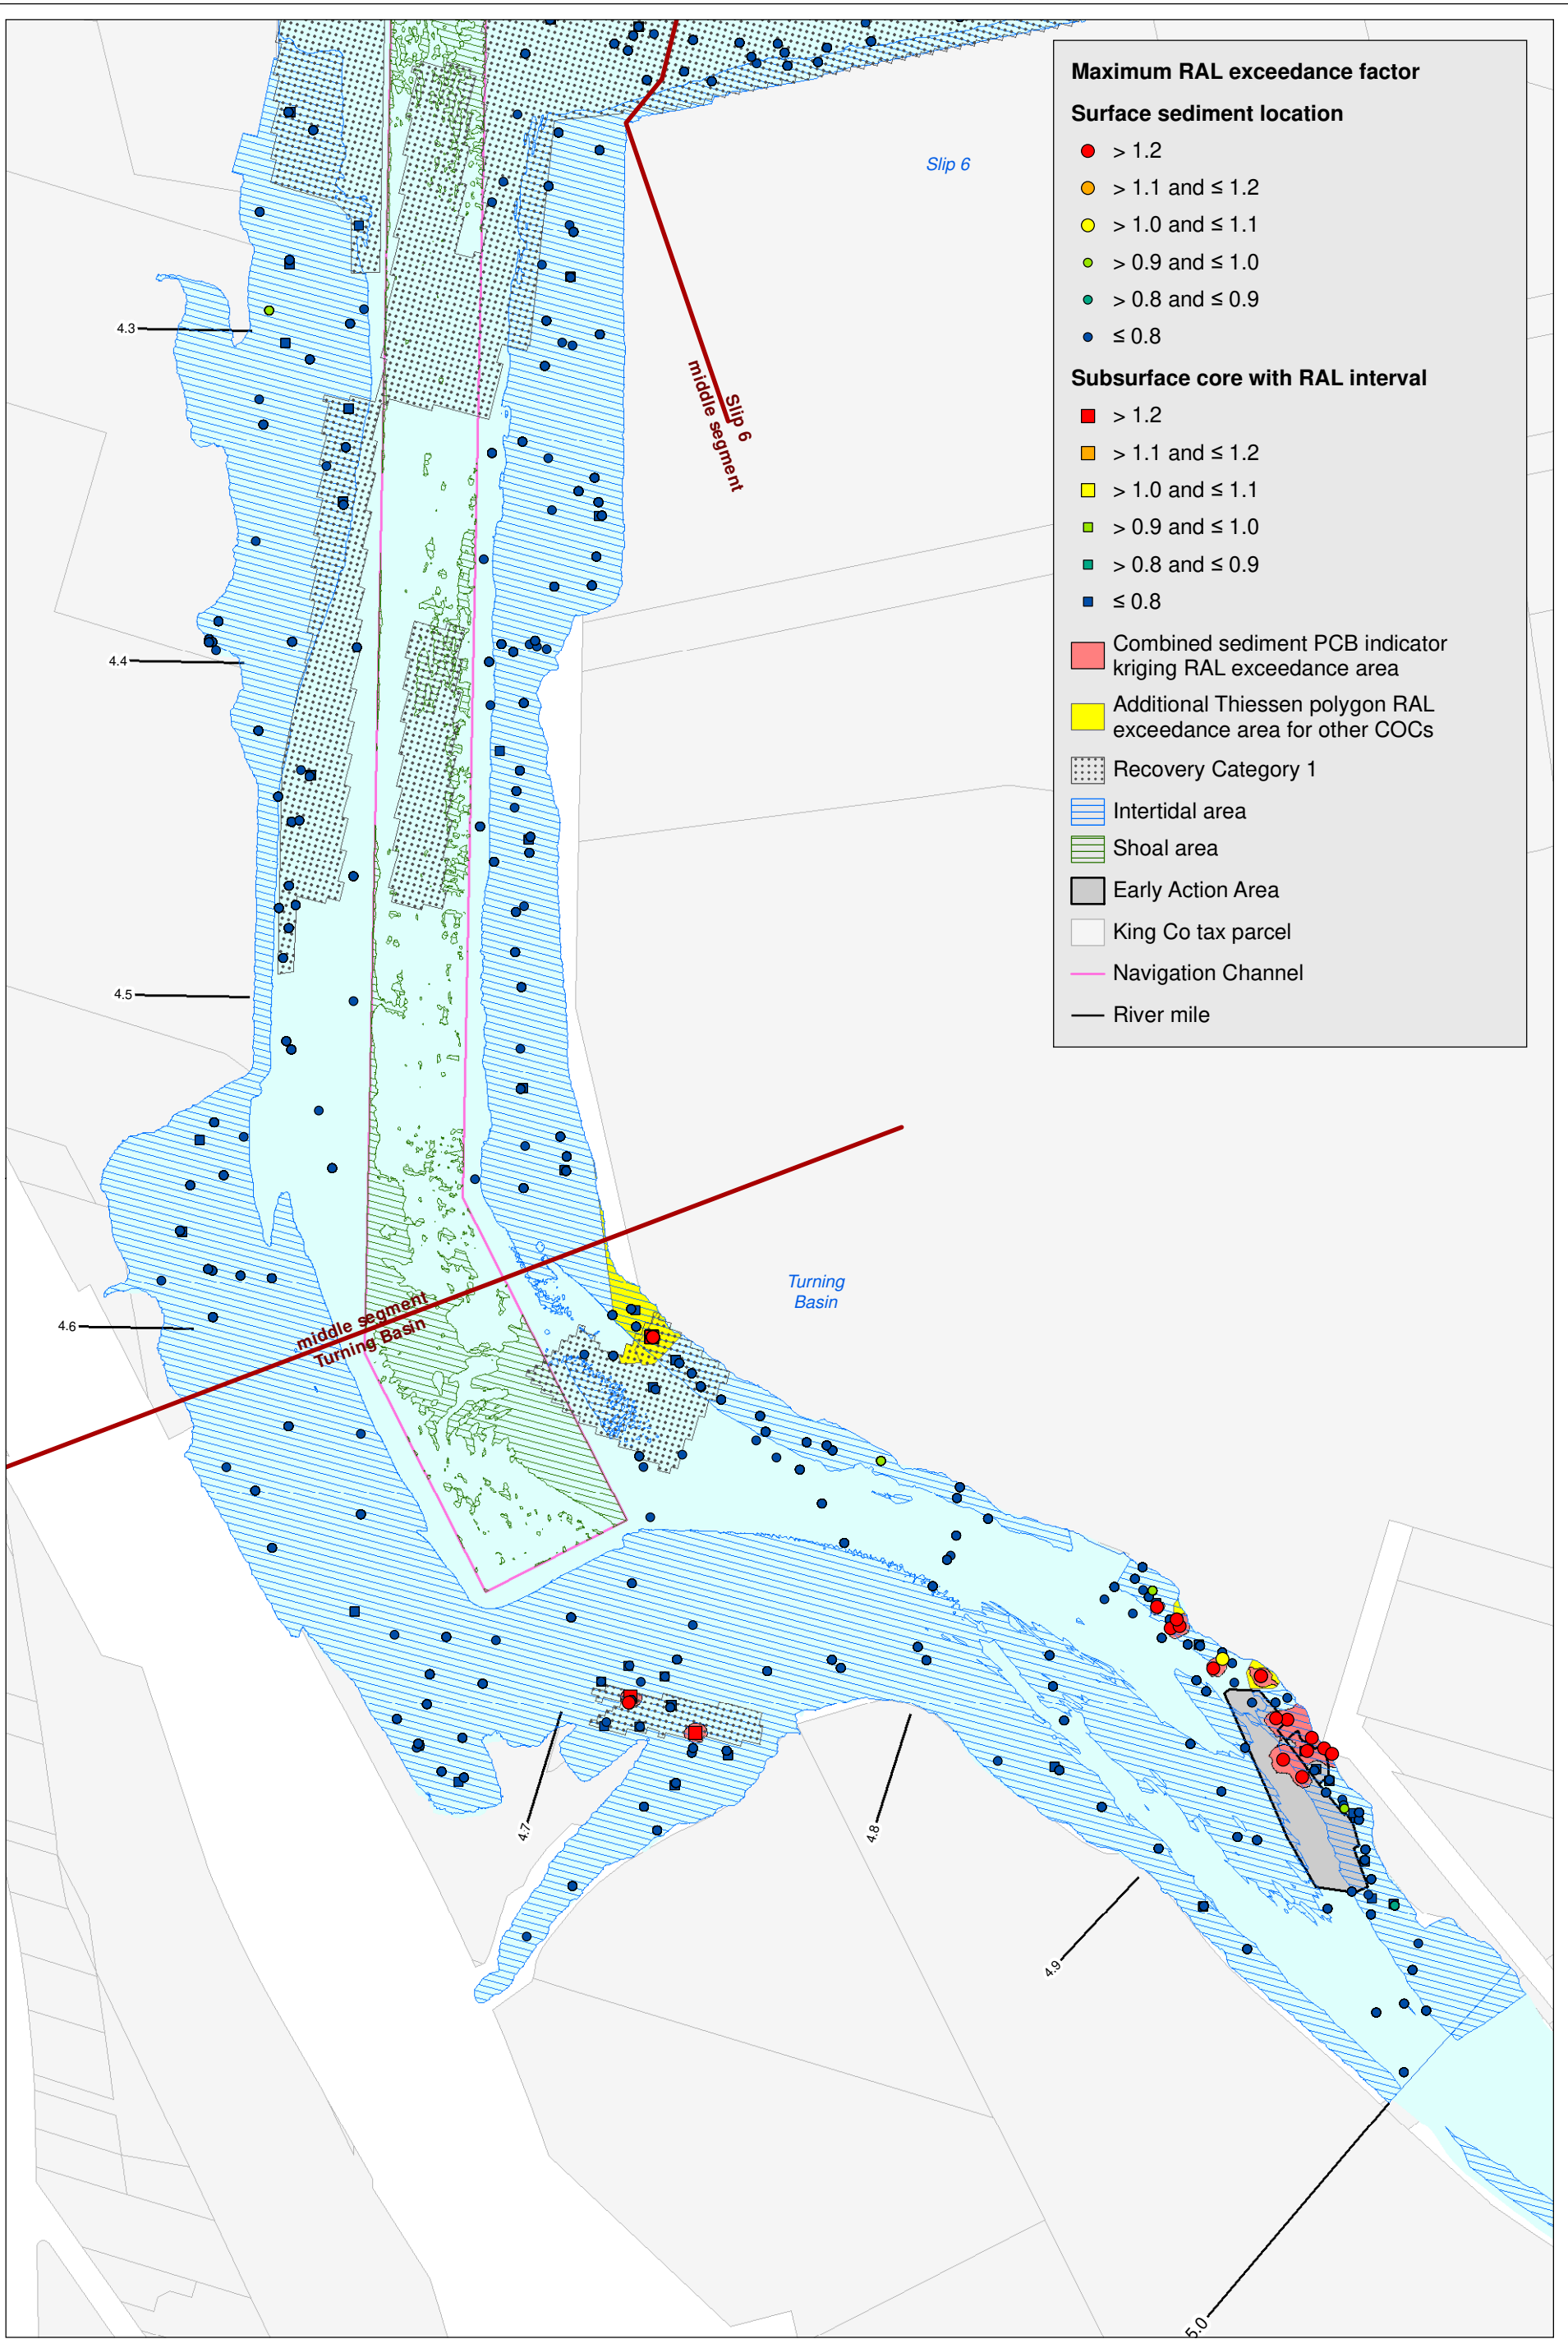 Maximum RAL exceedance factor
Surface sediment location
> 1.2
> 1.1 and ≤ 1.2
> 1.0 and ≤ 1.1
> 0.9 and ≤ 1.0
> 0.8 and ≤ 0.9
≤ 0.8
Subsurface core with RAL interval
> 1.2
> 1.1 and ≤ 1.2
> 1.0 and ≤ 1.1
> 0.9 and ≤ 1.0
> 0.8 and ≤ 0.9
≤ 0.8
Combined sediment PCB indicator
kriging RAL exceedance area
Additional Thiessen polygon RAL
exceedance area for other COCs
Recovery Category 1
Intertidal area
Shoal area
Early Action Area
King Co tax parcel
Navigation Channel
River mile
Slip 6
4.3
Slip 6
middle segment
4.4
4.5
Turning
Basin
4.6
middle segment
Turning Basin
4.7
4.8
4.9
5.0